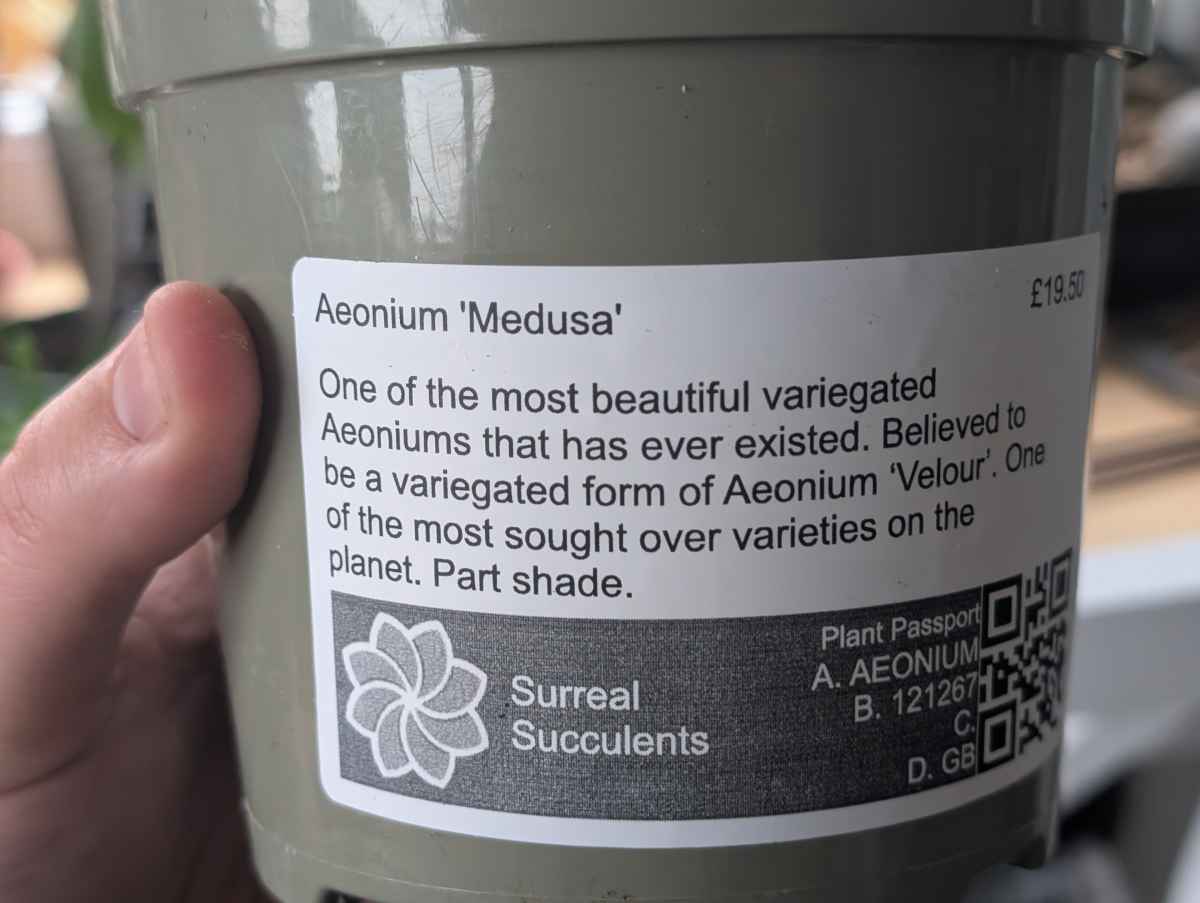 Aeonium 'Medusa'
£19.50
One of the most beautiful variegated
Aeoniums that has ever existed. Believed to
be a variegated form of Aeonium ‘Velour’. One
of the most sought over varieties on the
planet. Part shade.
Surreal
Succulents
Plant Passport
A. AEONIUM
B. 121267
C.
D. GB